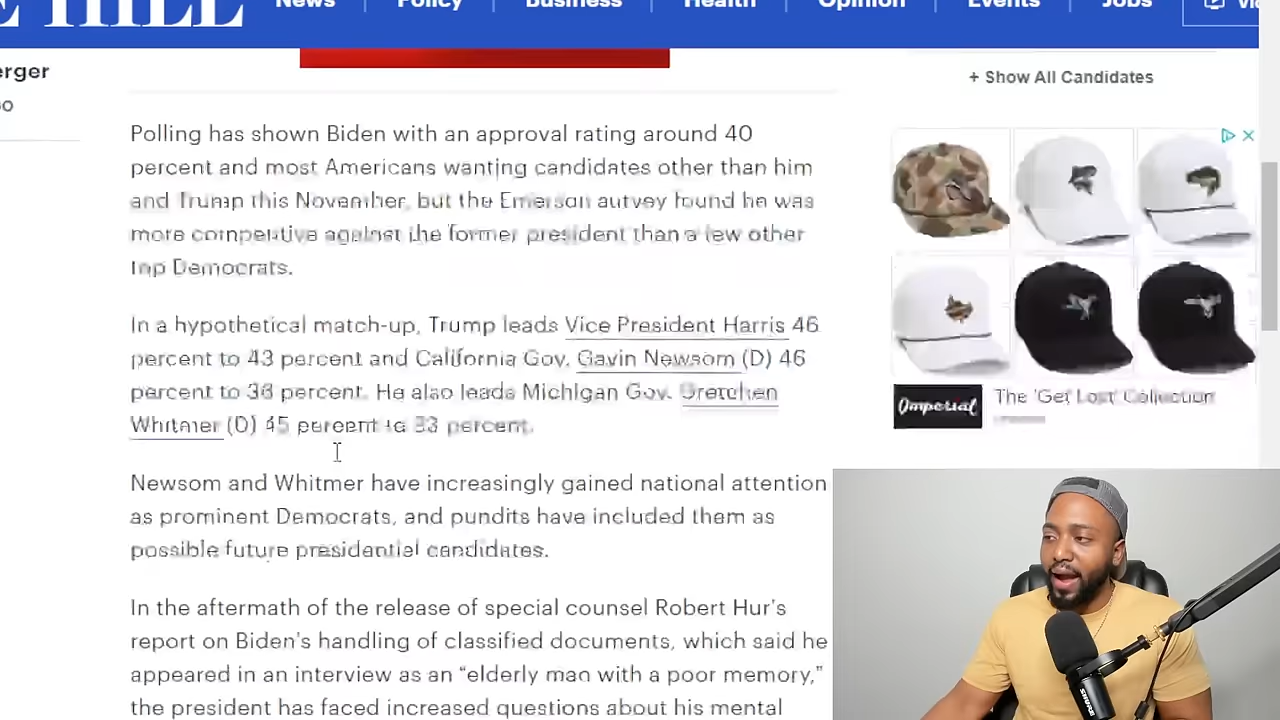 E HILL
News
Policy
Business
Health
Opinion
Events
Jobs
erger
+ Show All Candidates
Polling has shown Biden with an approval rating around 40
percent and most Americans wanting candidates other than him
and Trump this November, but the Emerson survey found he was
more competitive against the former president than a few other
top Democrats.
In a hypothetical match-up, Trump leads Vice President Harris 46
percent to 43 percent and California Gov. Gavin Newsom (D) 46
percent to 36 percent. He also leads Michigan Gov. Gretchen
Whitmer (D) 45 percent to 33 percent.
Newsom and Whitmer have increasingly gained national attention
as prominent Democrats, and pundits have included them as
possible future presidential candidates.
In the aftermath of the release of special counsel Robert Hur's
report on Biden's handling of classified documents, which said he
appeared in an interview as an “elderly man with a poor memory,”
the president has faced increased questions about his mental
Imperial
The 'Get Lost' Collection
SHURE